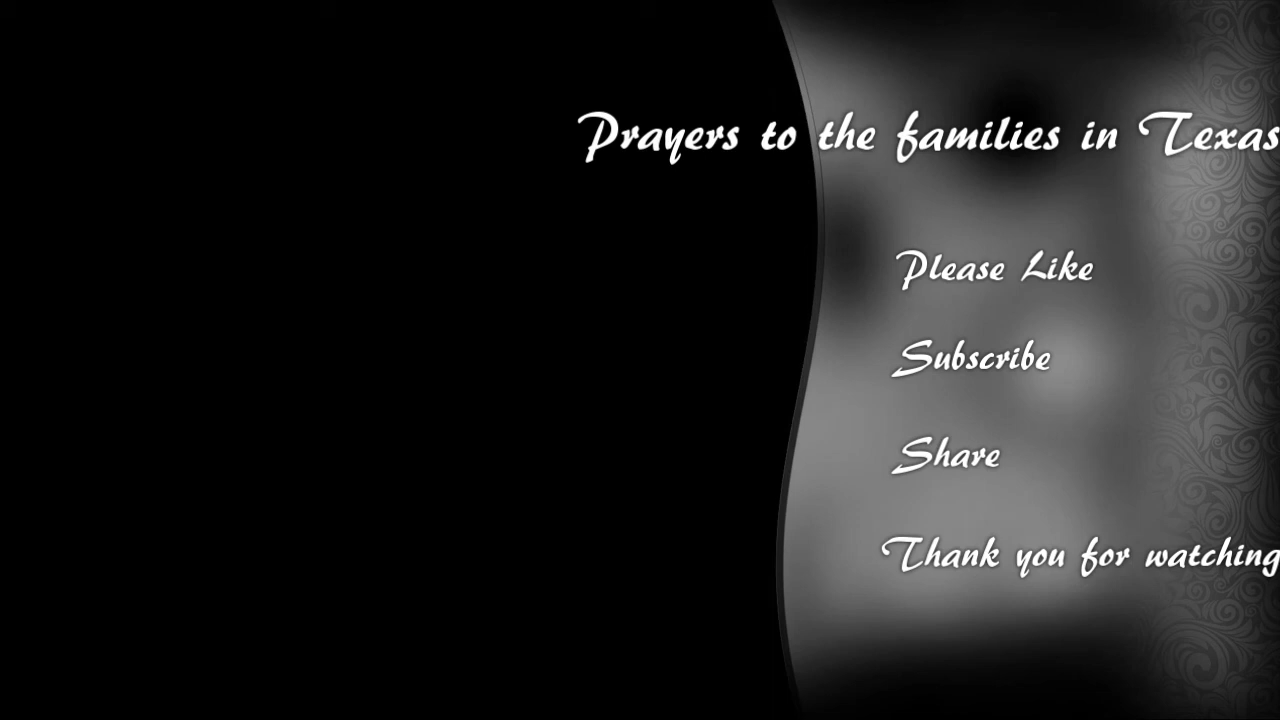 Prayers to the families in Texas
Please Like
Subscribe
Share
Thank you for watching